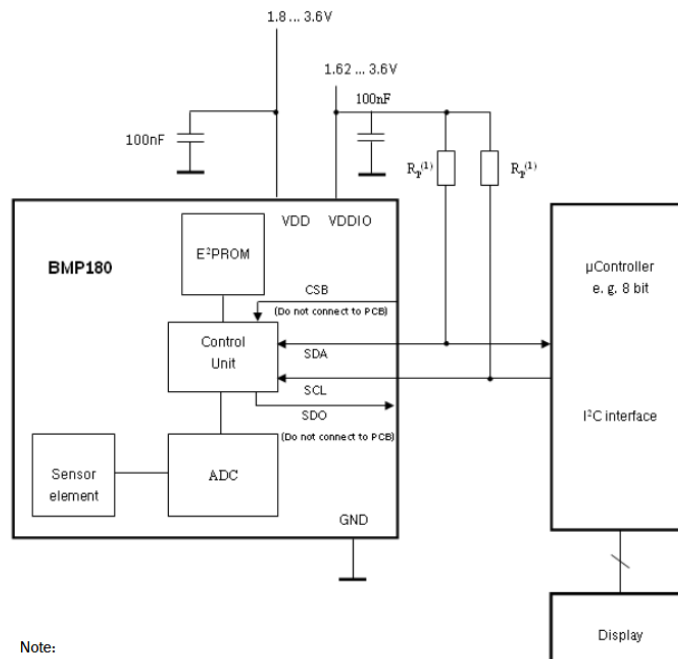 1.8 ... 3.6V
1.62 ... 3.6V
100nF
100nF
Rp(1)
Rp(1)
VDD
VDDIO
BMP180
E²PROM
µController
e. g. 8 bit
CSB
(Do not connect to PCB)
Control
Unit
SDA
SCL
SDO
(Do not connect to PCB)
I²C interface
Sensor
element
ADC
GND
Note:
Display